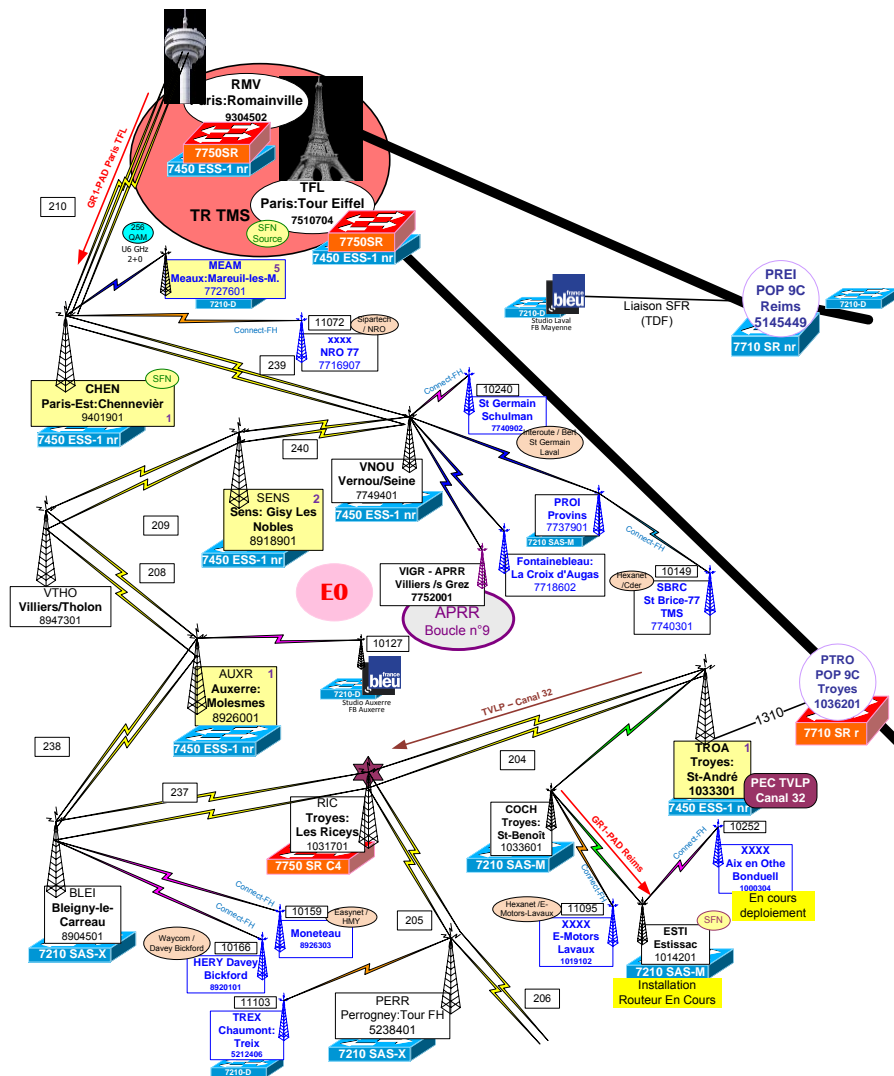 RMV
Paris:Romainville
9304502
7750SR
7450 ESS-1 nr
GR1-PAD Paris TFL
210
TR TMS
TFL
Paris:Tour Eiffel
7510704
SFN
Source
7750SR
7450 ESS-1 nr
256
QAM
U6 GHz
2+0
MEAM
5
Meaux:Mareuil-les-M.
7727601
7210-D
france
bleu
7210-D
Studio Laval
FB Mayenne
Liaison SFR
(TDF)
PREI
POP 9C
Reims
5145449
7210-D
7710 SR nr
Connect-FH
11072
Sipartech
/ NRO
xxxx
NRO 77
7716907
239
SFN
CHEN
Paris-Est:Chennevièr
9401901
1
7450 ESS-1 nr
Connect-FH
10240
St Germain
Schulman
7740902
Interoute / Berl
St Germain
Laval
240
VNOU
Vernou/Seine
7749401
7450 ESS-1 nr
SENS
2
Sens: Gisy Les
Nobles
8918901
7450 ESS-1 nr
PROI
Provins
7737901
7210 SAS-M
Connect-FH
209
208
VTHO
Villiers/Tholon
8947301
VIGR - APRR
Villiers /s Grez
7752001
Fontainebleau:
La Croix d'Augas
7718602
Hexanet
/Cder
10149
SBRC
St Brice-77
TMS
7740301
E0
APRR
Boucle n°9
10127
france
bleu
7210-D
Studio Auxerre
FB Auxerre
AUXR
1
Auxerre:
Molesmes
8926001
7450 ESS-1 nr
PTRO
POP 9C
Troyes
1036201
7710 SR r
1310
TVLP – Canal 32
238
237
204
TROA
1
Troyes:
St-André
1033301
7450 ESS-1 nr
PEC TVLP
Canal 32
RIC
Troyes:
Les Riceys
1031701
7750 SR C4
COCH
Troyes:
St-Benoît
1033601
7210 SAS-M
GR1-PAD Reims
Connect-FH
10252
XXXX
Aix en Othe
Bonduell
1000304
En cours
deploiement
BLEI
Bleigny-le-
Carreau
8904501
7210 SAS-X
Connect-FH
Connect-FH
10159
Easynet /
HMY
Moneteau
8926303
Waycom /
Davey Bickford
10166
HERY Davey
Bickford
8920101
205
Connect-FH
Hexanet /E-
Motors-Lavaux
11095
XXXX
E-Motors
Lavaux
1019102
SFN
ESTI
Estissac
1014201
7210 SAS-M
Installation
Routeur En Cours
11103
TREX
Chaumont:
Treix
5212406
7210-D
PERR
Perrogney:Tour FH
5238401
7210 SAS-X
206